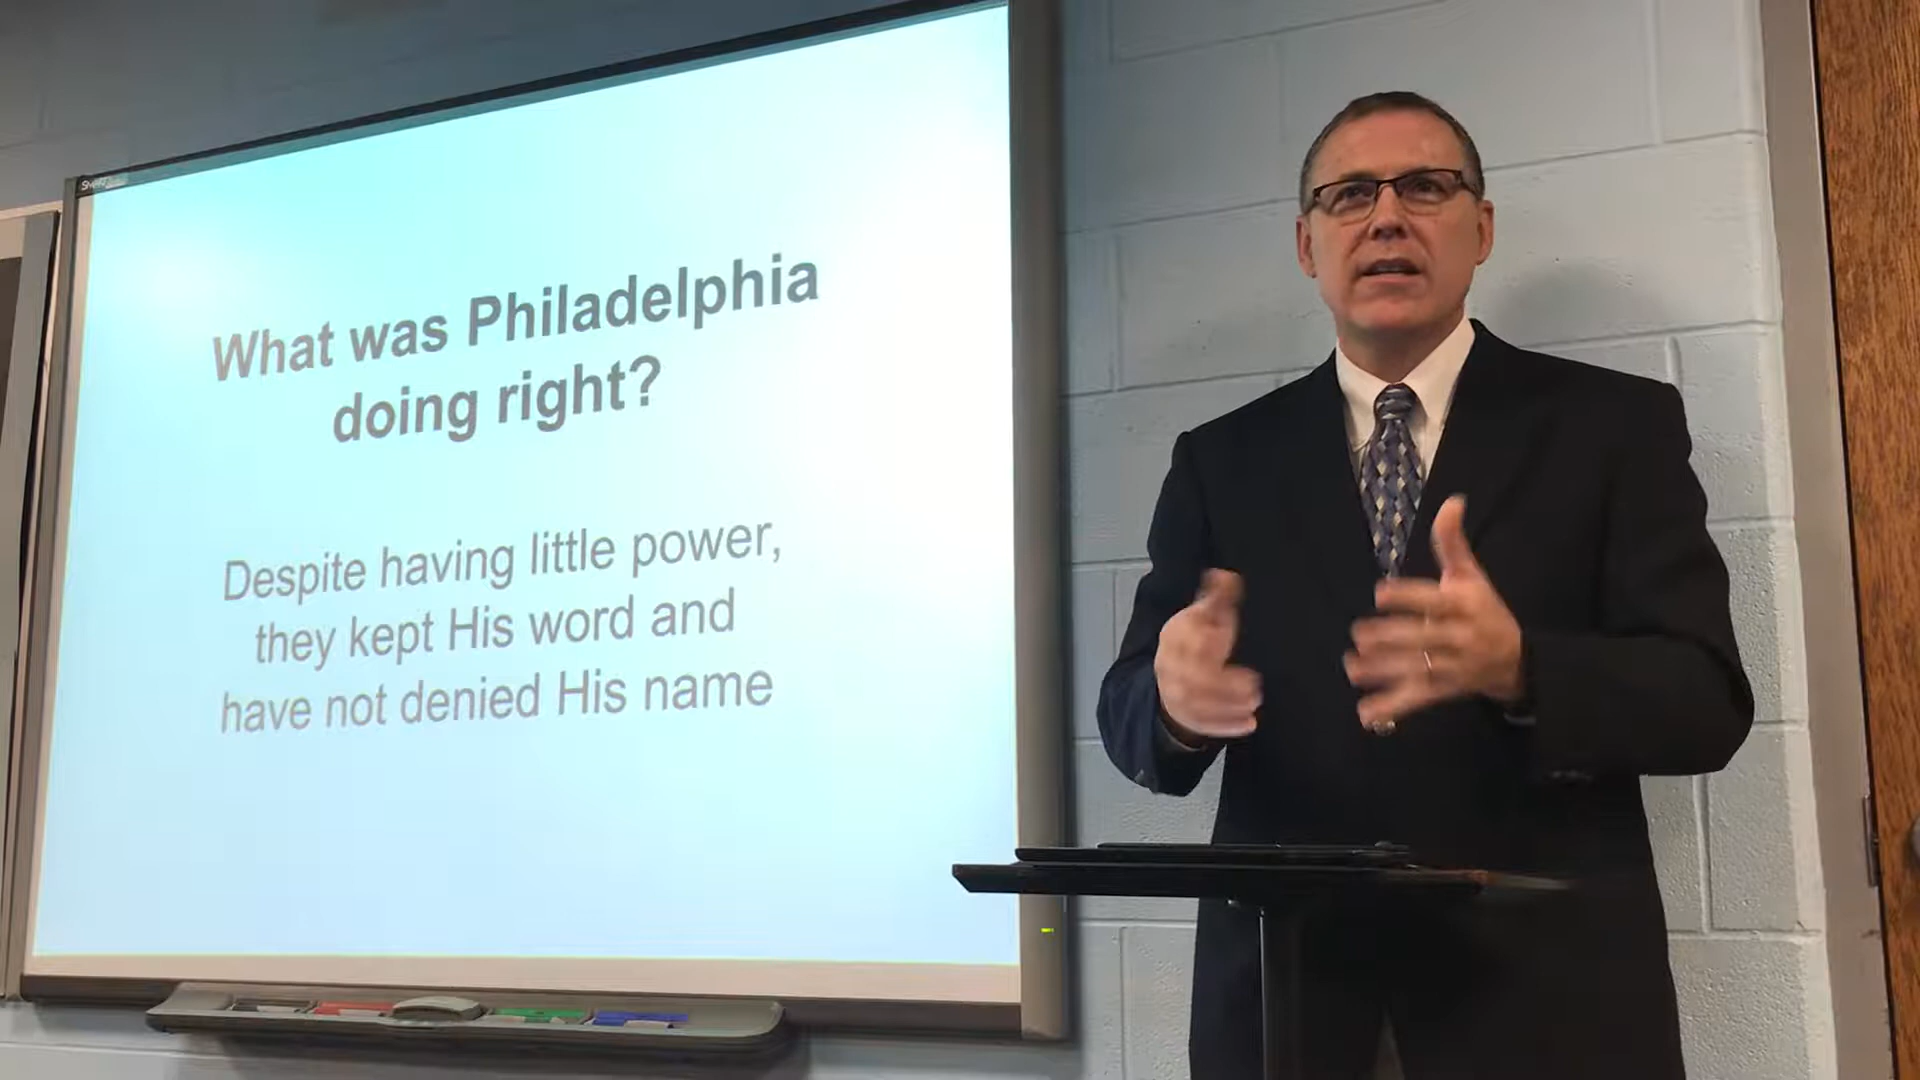 What was Philadelphia
doing right?
Despite having little power,
they kept His word and
have not denied His name